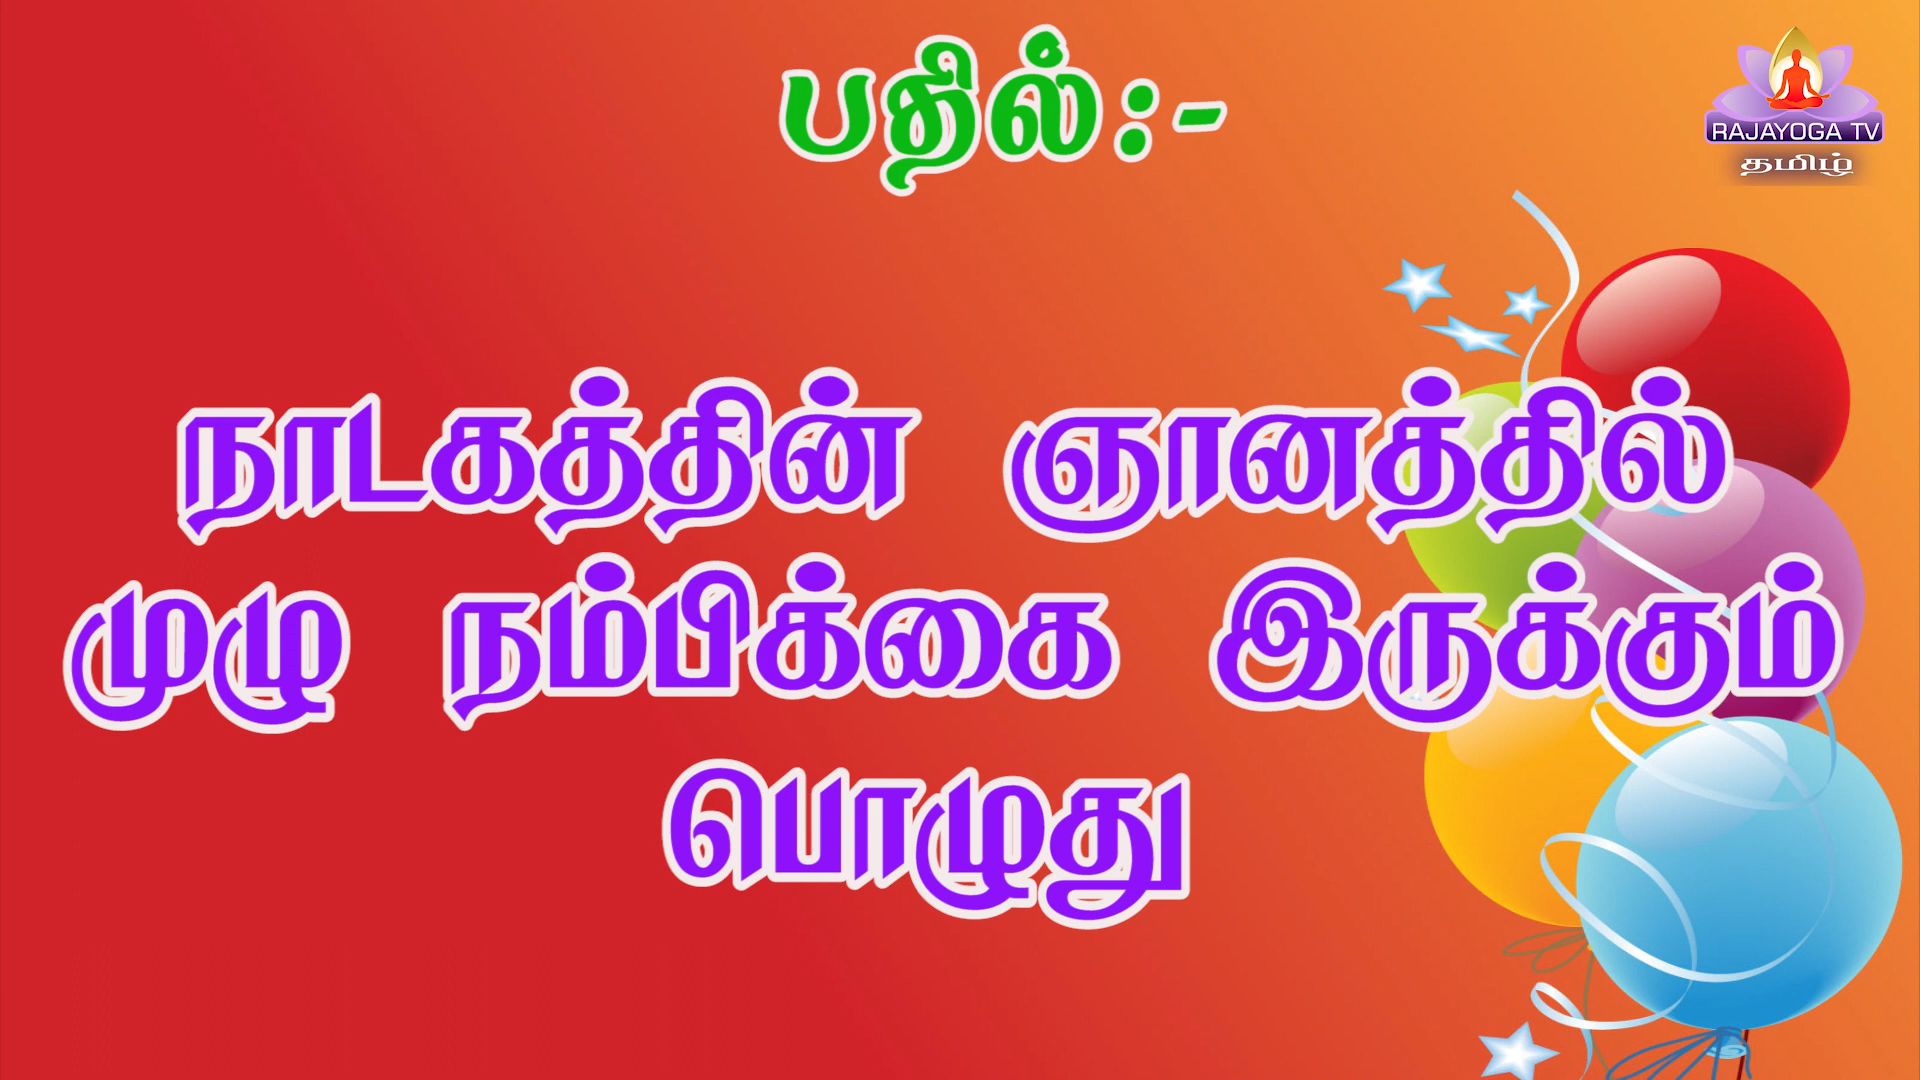 பதில்:-
RAJAYOGA TV
தமிழ்
நாடகத்தின் ஞானத்தில்
முழு நம்பிக்கை இருக்கும்
பொழுது